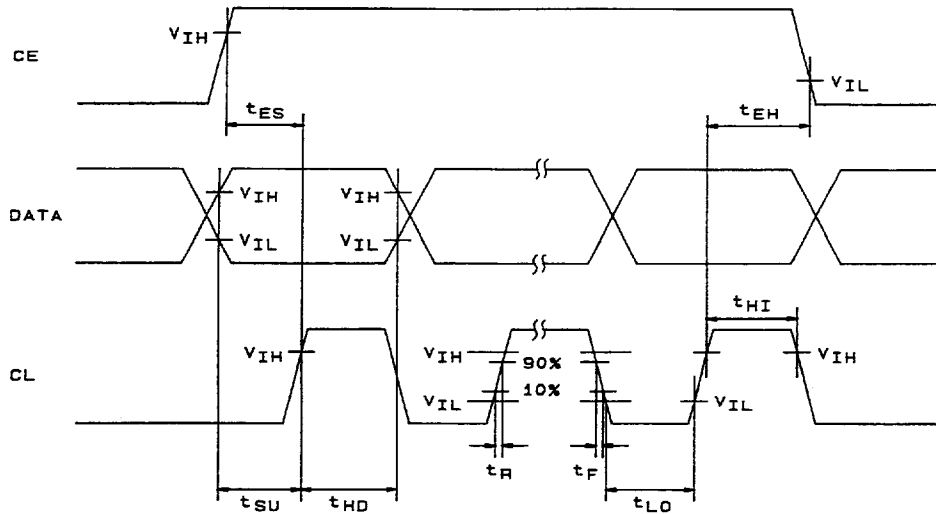 CE
VIH
tES
tEH
VIL
DATA
VIH
VIH
VIL
VIL
tHI
CL
VIH
VIH
90%
VIH
10%
VIL
VIL
tR
tF
tSU
tHD
tLO